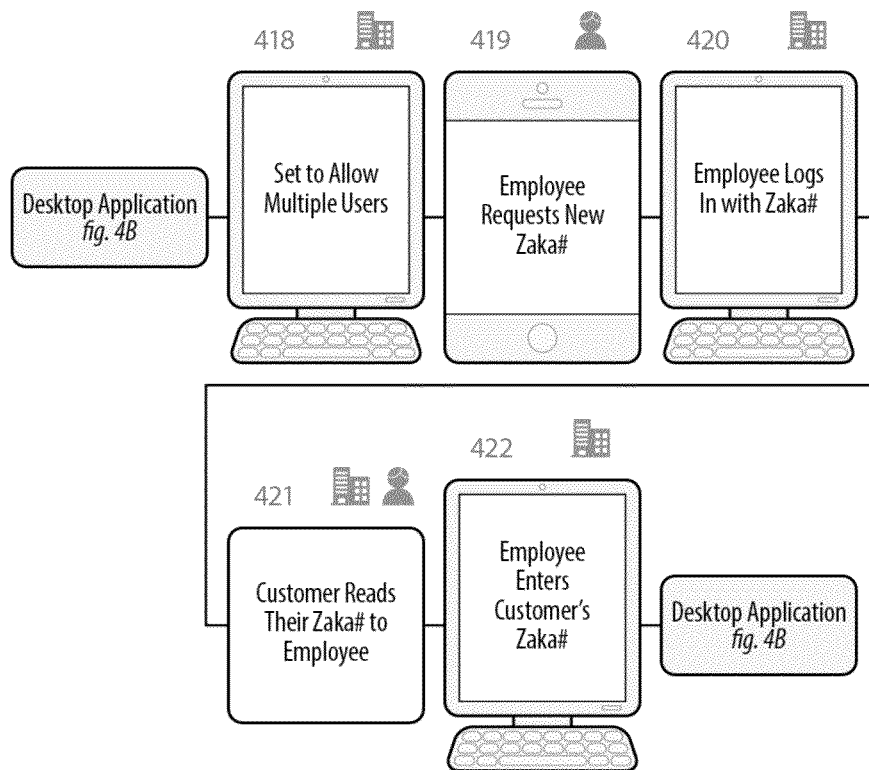 418
419
420
Desktop Application
fig. 4B
Set to Allow
Multiple Users
Employee
Requests New
Zaka#
Employee Logs
In with Zaka#
421
422
Customer Reads
Their Zaka# to
Employee
Employee
Enters
Customer's
Zaka#
Desktop Application
fig. 4B